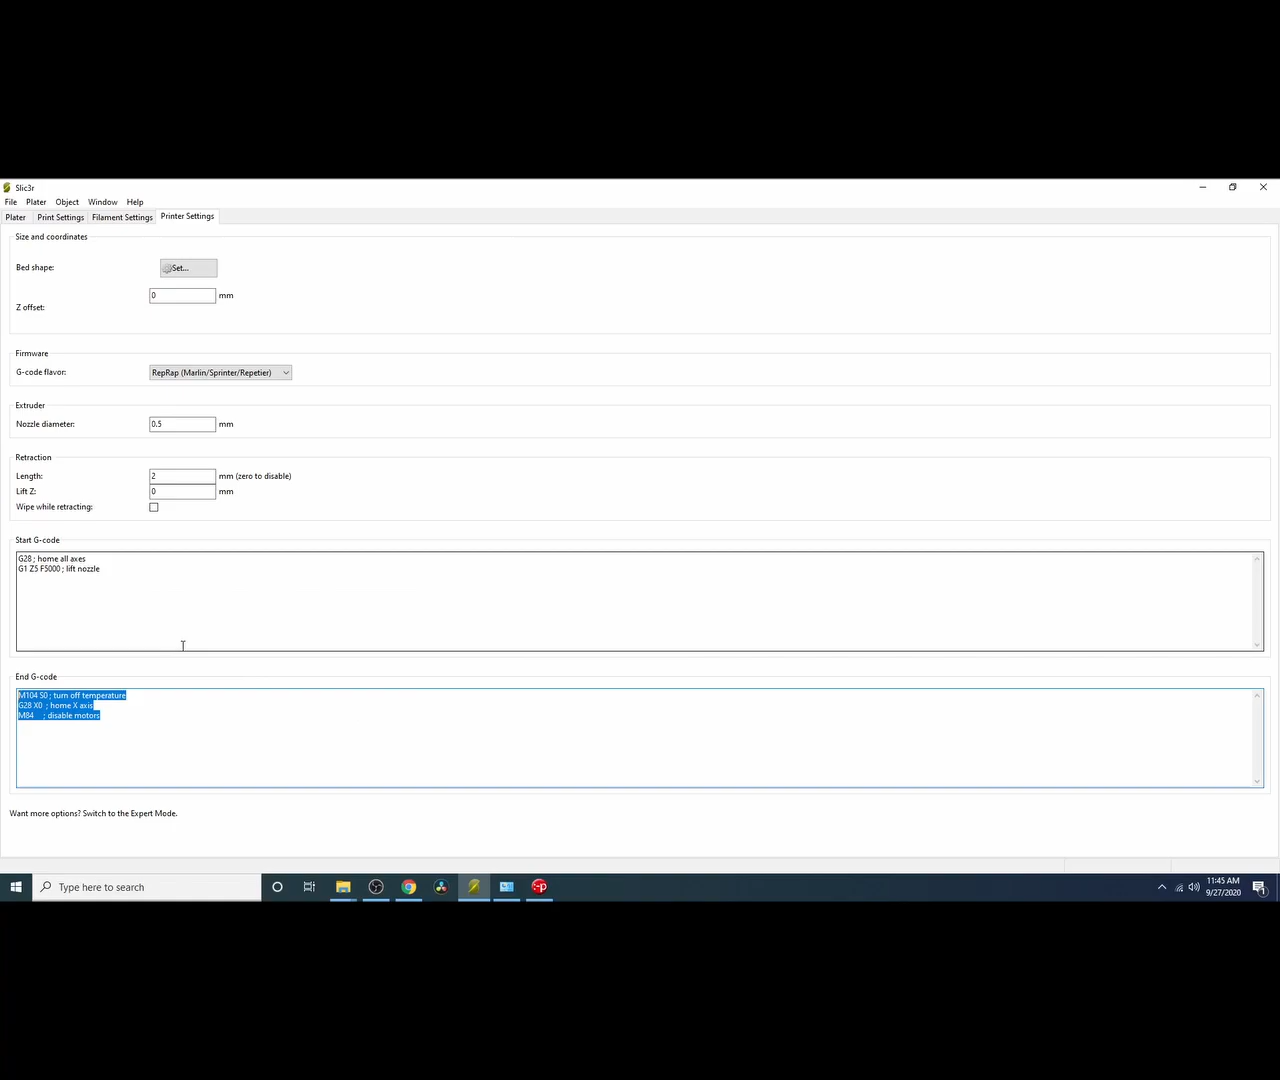 Slic3r
File Plater Object Window Help
Plater Print Settings Filament Settings Printer Settings
Size and coordinates
Bed shape: Set...
0 mm
Z offset:
Firmware
G-code flavor: RepRap (Marlin/Sprinter/Repetier)
Extruder
Nozzle diameter: 0.5 mm
Retraction
Length: 2 mm (zero to disable)
Lift Z: 0 mm
Wipe while retracting:
Start G-code
G28 ; home all axes
G1 Z5 F5000 ; lift nozzle
End G-code
M104 S0 ; turn off temperature
G28 X0  ; home X axis
M84     ; disable motors
Want more options? Switch to the Expert Mode.
Type here to search
11:45 AM
9/27/2020
1